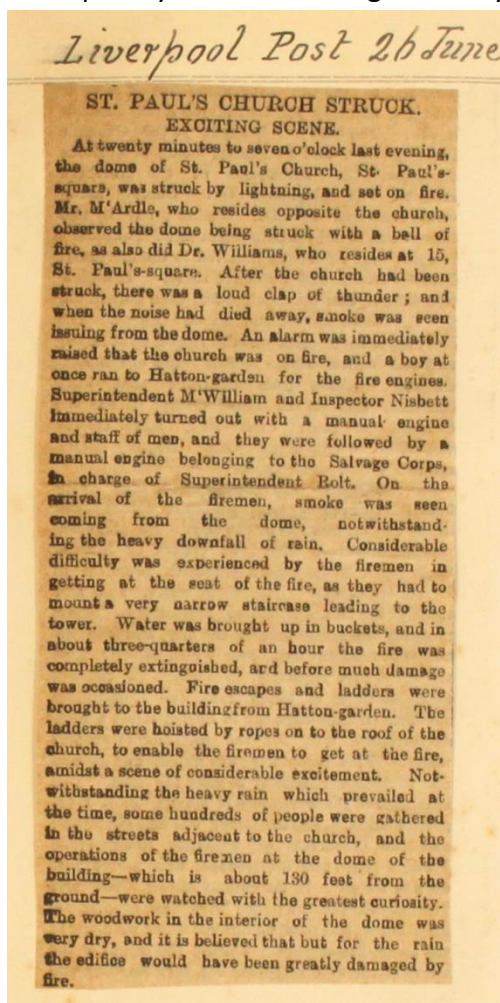 Liverpool Post 26 June
ST. PAUL'S CHURCH STRUCK.
EXCITING SCENE.
At twenty minutes to seven o'clock last evening,
the dome of St. Paul's Church, St. Paul's-
square, was struck by lightning, and set on fire.
Mr. M'Ardle, who resides opposite the church,
observed the dome being struck with a ball of
fire, as also did Dr. Williams, who resides at 15,
St. Paul's-square. After the church had been
struck, there was a loud clap of thunder; and
when the noise had died away, smoke was seen
issuing from the dome. An alarm was immediately
raised that the church was on fire, and a boy at
once ran to Hatton-garden for the fire engines.
Superintendent M'William and Inspector Nisbett
immediately turned out with a manual engine
and staff of men, and they were followed by a
manual engine belonging to the Salvage Corps,
in charge of Superintendent Rolt. On the
arrival of the firemen, smoke was seen
coming from the dome, notwithstand-
ing the heavy downfall of rain. Considerable
difficulty was experienced by the firemen in
getting at the seat of the fire, as they had to
mount a very narrow staircase leading to the
tower. Water was brought up in buckets, and in
about three-quarters of an hour the fire was
completely extinguished, and before much damage
was occasioned. Fire escapes and ladders were
brought to the building from Hatton-garden. The
ladders were hoisted by ropes on to the roof of the
church, to enable the firemen to get at the fire,
amidst a scene of considerable excitement. Not-
withstanding the heavy rain which prevailed at
the time, some hundreds of people were gathered
in the streets adjacent to the church, and the
operations of the firemen at the dome of the
building—which is about 130 feet from the
ground—were watched with the greatest curiosity.
The woodwork in the interior of the dome was
very dry, and it is believed that but for the rain
the edifice would have been greatly damaged by
fire.